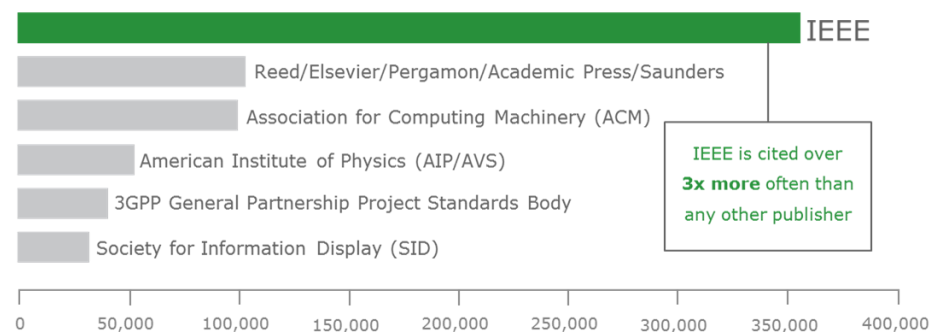 IEEE
Reed/Elsevier/Pergamon/Academic Press/Saunders
Association for Computing Machinery (ACM)
American Institute of Physics (AIP/AVS)
3GPP General Partnership Project Standards Body
Society for Information Display (SID)
IEEE is cited over
3x more often than
any other publisher
0 50,000 100,000 150,000 200,000 250,000 300,000 350,000 400,000